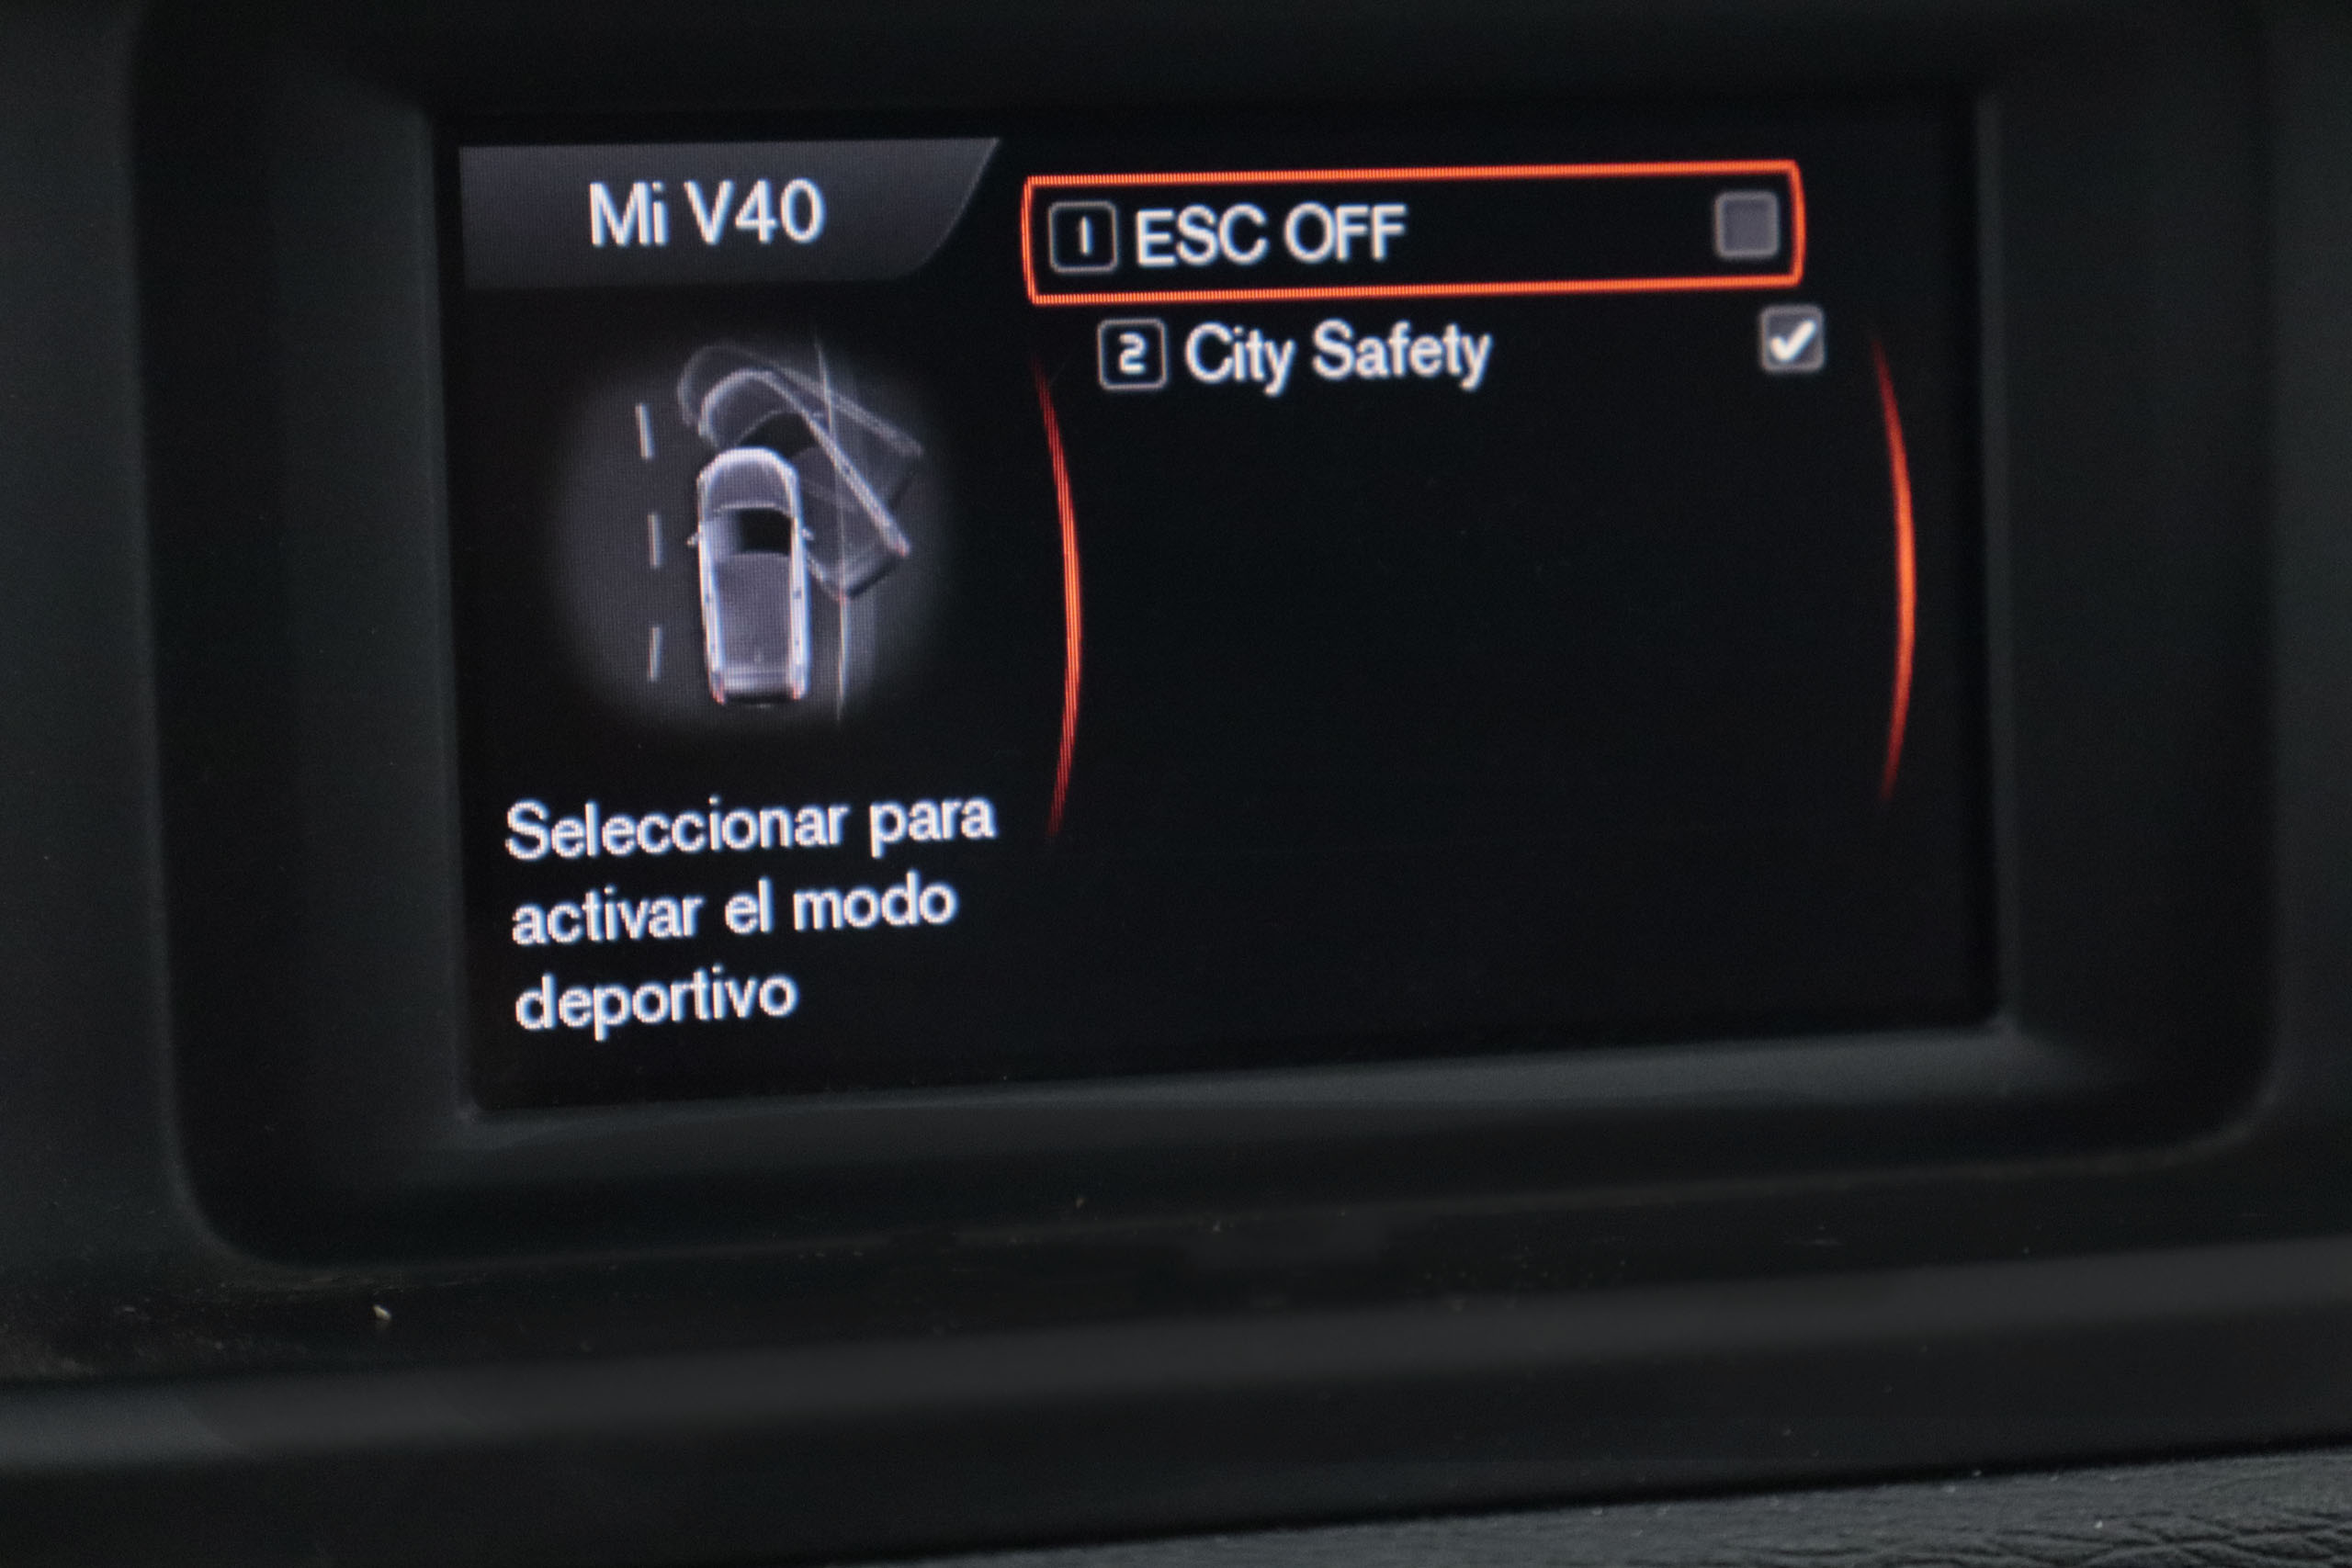 Mi V40
1 ESC OFF
2 City Safety
Seleccionar para
activar el modo
deportivo